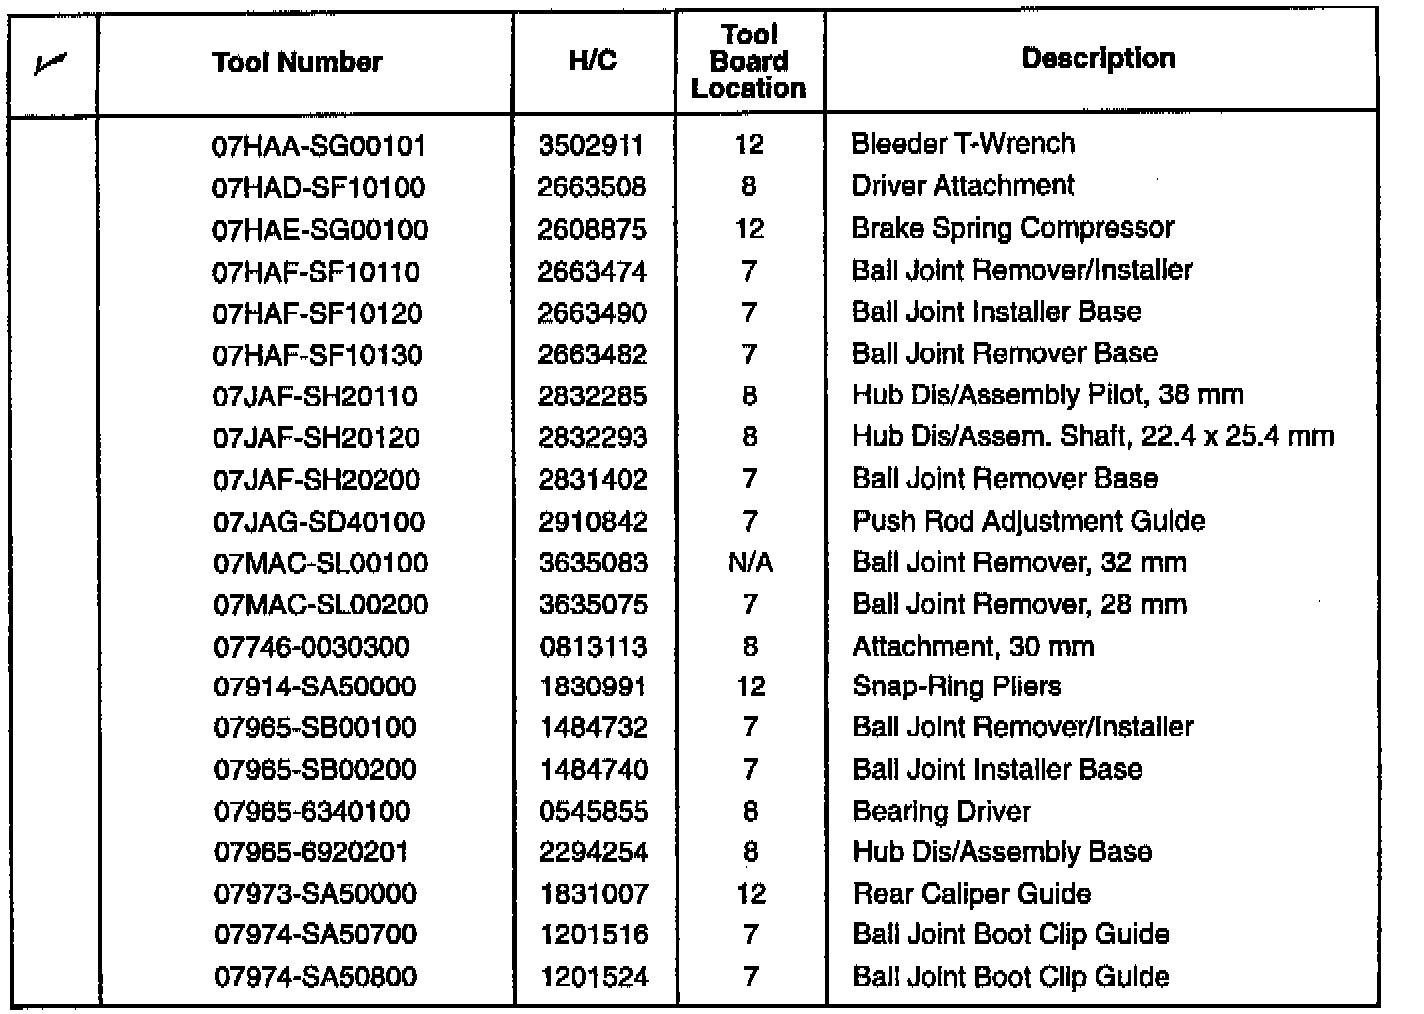 ✓ Tool Number H/C Tool Board Location Description
07HAA-SG00101 3502911 12 Bleeder T-Wrench
07HAD-SF10100 2663508 8 Driver Attachment
07HAE-SG00100 2608875 12 Brake Spring Compressor
07HAF-SF10110 2663474 7 Ball Joint Remover/Installer
07HAF-SF10120 2663490 7 Ball Joint Installer Base
07HAF-SF10130 2663482 7 Ball Joint Remover Base
07JAF-SH20110 2832285 8 Hub Dis/Assembly Pilot, 38 mm
07JAF-SH20120 2832293 8 Hub Dis/Assem. Shaft, 22.4 x 25.4 mm
07JAF-SH20200 2831402 7 Ball Joint Remover Base
07JAG-SD40100 2910842 7 Push Rod Adjustment Guide
07MAC-SL00100 3635083 N/A Ball Joint Remover, 32 mm
07MAC-SL00200 3635075 7 Ball Joint Remover, 28 mm
07746-0030300 0813113 8 Attachment, 30 mm
07914-SA50000 1830991 12 Snap-Ring Pliers
07965-SB00100 1484732 7 Ball Joint Remover/Installer
07965-SB00200 1484740 7 Ball Joint Installer Base
07965-6340100 0545855 8 Bearing Driver
07965-6920201 2294254 8 Hub Dis/Assembly Base
07973-SA50000 1831007 12 Rear Caliper Guide
07974-SA50700 1201516 7 Ball Joint Boot Clip Guide
07974-SA50800 1201524 7 Ball Joint Boot Clip Guide